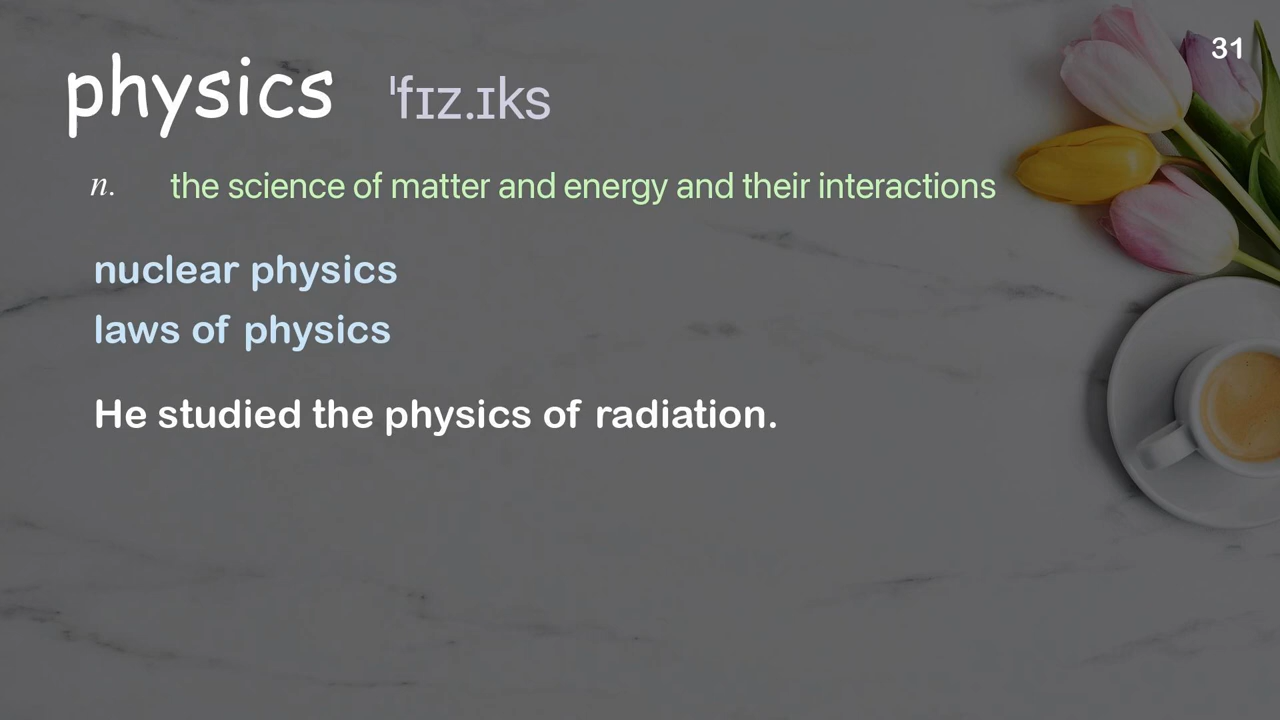 31
physics ˈfɪz.ɪks
n. the science of matter and energy and their interactions
nuclear physics
laws of physics
He studied the physics of radiation.